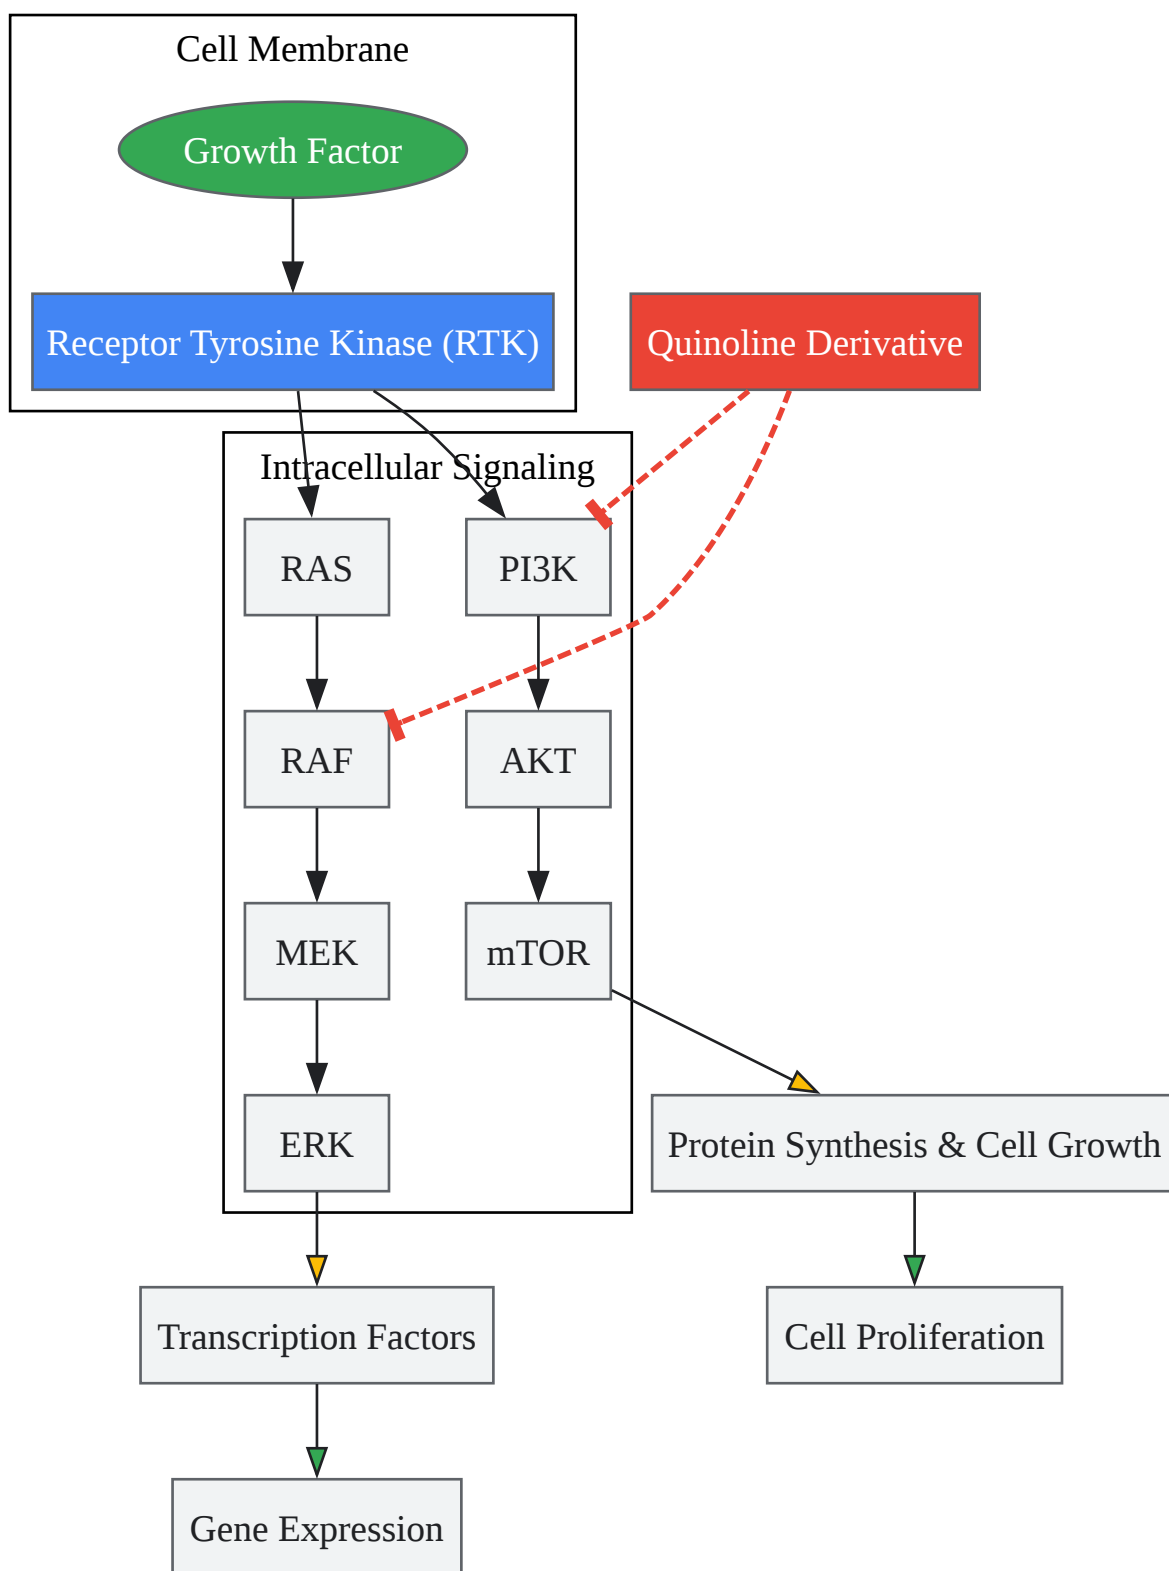 Cell Membrane
Growth Factor
Receptor Tyrosine Kinase (RTK)
Quinoline Derivative
Intracellular Signaling
RAS
PI3K
RAF
AKT
MEK
mTOR
ERK
Protein Synthesis & Cell Growth
Transcription Factors
Cell Proliferation
Gene Expression